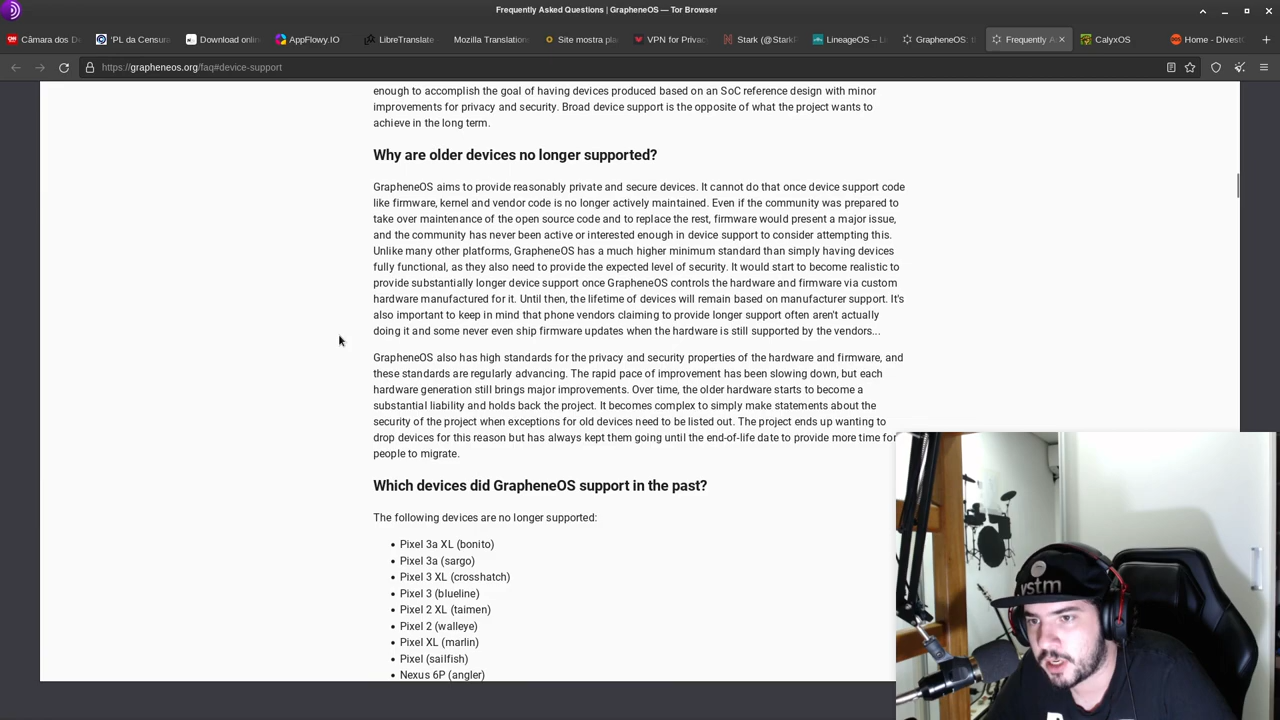 Frequently Asked Questions | GrapheneOS — Tor Browser
Câmara dos D
'PL da Censura
Download onlin
AppFlowy.IO
LibreTranslate
Mozilla Translation
Site mostra pla
VPN for Privac
Stark (@Stark
LineageOS – Li
GrapheneOS: t
Frequently A
CalyxOS
Home - Divest
https://grapheneos.org/faq#device-support
enough to accomplish the goal of having devices produced based on an SoC reference design with minor
improvements for privacy and security. Broad device support is the opposite of what the project wants to
achieve in the long term.
Why are older devices no longer supported?
GrapheneOS aims to provide reasonably private and secure devices. It cannot do that once device support code
like firmware, kernel and vendor code is no longer actively maintained. Even if the community was prepared to
take over maintenance of the open source code and to replace the rest, firmware would present a major issue,
and the community has never been active or interested enough in device support to consider attempting this.
Unlike many other platforms, GrapheneOS has a much higher minimum standard than simply having devices
fully functional, as they also need to provide the expected level of security. It would start to become realistic to
provide substantially longer device support once GrapheneOS controls the hardware and firmware via custom
hardware manufactured for it. Until then, the lifetime of devices will remain based on manufacturer support. It's
also important to keep in mind that phone vendors claiming to provide longer support often aren't actually
doing it and some never even ship firmware updates when the hardware is still supported by the vendors...
GrapheneOS also has high standards for the privacy and security properties of the hardware and firmware, and
these standards are regularly advancing. The rapid pace of improvement has been slowing down, but each
hardware generation still brings major improvements. Over time, the older hardware starts to become a
substantial liability and holds back the project. It becomes complex to simply make statements about the
security of the project when exceptions for old devices need to be listed out. The project ends up wanting to
drop devices for this reason but has always kept them going until the end-of-life date to provide more time for
people to migrate.
Which devices did GrapheneOS support in the past?
The following devices are no longer supported:
• Pixel 3a XL (bonito)
• Pixel 3a (sargo)
• Pixel 3 XL (crosshatch)
• Pixel 3 (blueline)
• Pixel 2 XL (taimen)
• Pixel 2 (walleye)
• Pixel XL (marlin)
• Pixel (sailfish)
• Nexus 6P (angler)
vstm